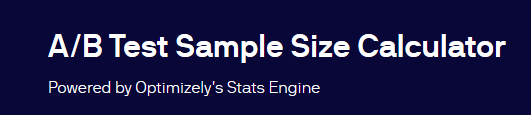 A/B Test Sample Size Calculator
Powered by Optimizely's Stats Engine